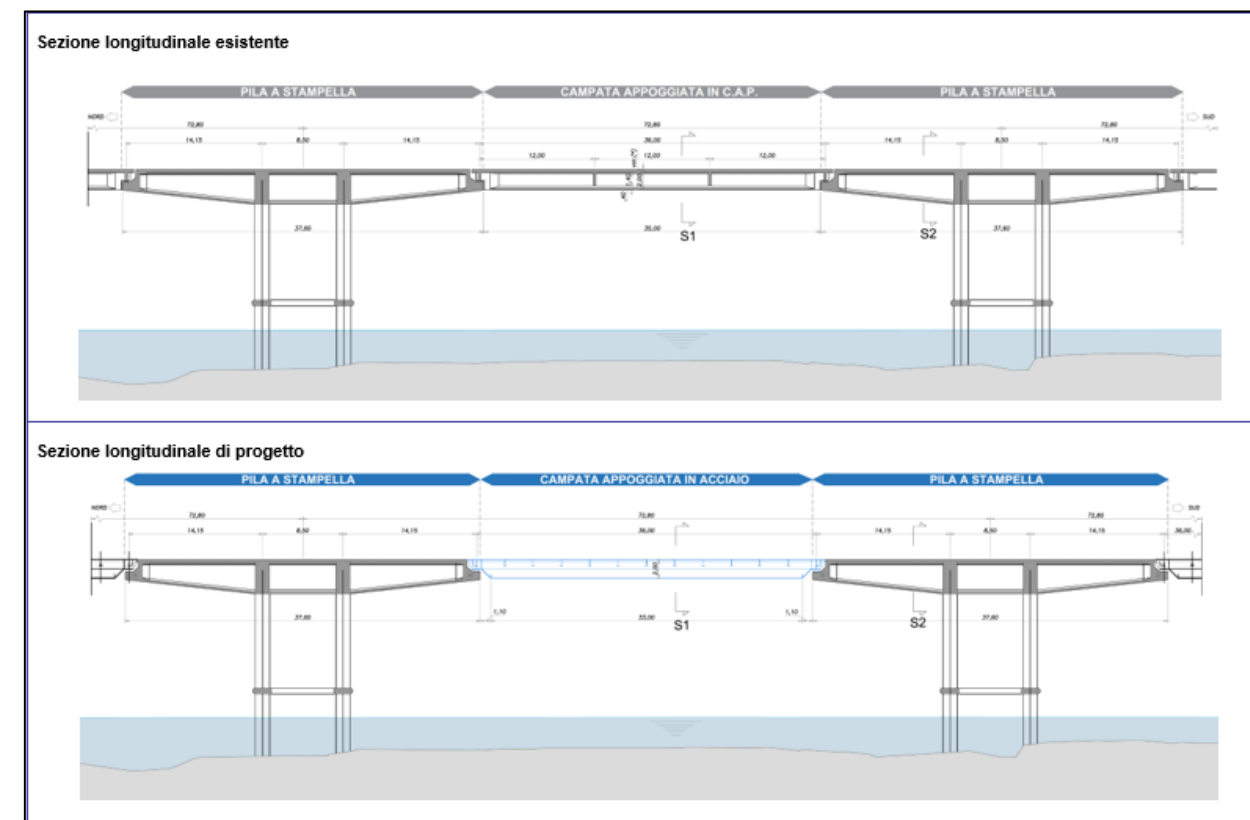 Sezione longitudinale esistente
PILA A STAMPELLA CAMPATA APPOGGIATA IN C.A.P. PILA A STAMPELLA
NORD SUD
72,80 72,80 72,80
14,15 8,50 14,15 36,00 14,15 8,50 14,15
12,00 12,00 12,00
2,00
37,60 35,00 37,60
S1 S2
Sezione longitudinale di progetto
PILA A STAMPELLA CAMPATA APPOGGIATA IN ACCIAIO PILA A STAMPELLA
NORD SUD
72,80 72,80 72,80
14,15 8,50 14,15 36,00 14,15 8,50 14,15 36,00
2,00
1,10 1,10
37,60 33,00 37,60
S1 S2